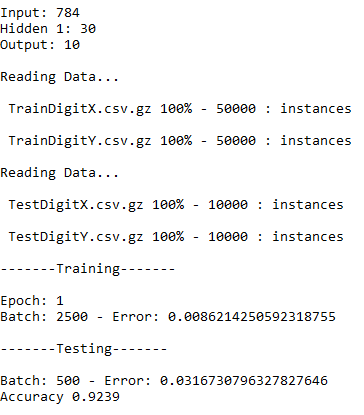 Input: 784
Hidden 1: 30
Output: 10
Reading Data...
TrainDigitX.csv.gz 100% - 50000 : instances
TrainDigitY.csv.gz 100% - 50000 : instances
Reading Data...
TestDigitX.csv.gz 100% - 10000 : instances
TestDigitY.csv.gz 100% - 10000 : instances
-------Training-------
Epoch: 1
Batch: 2500 - Error: 0.0086214250592318755
-------Testing-------
Batch: 500 - Error: 0.0316730796327827646
Accuracy 0.9239